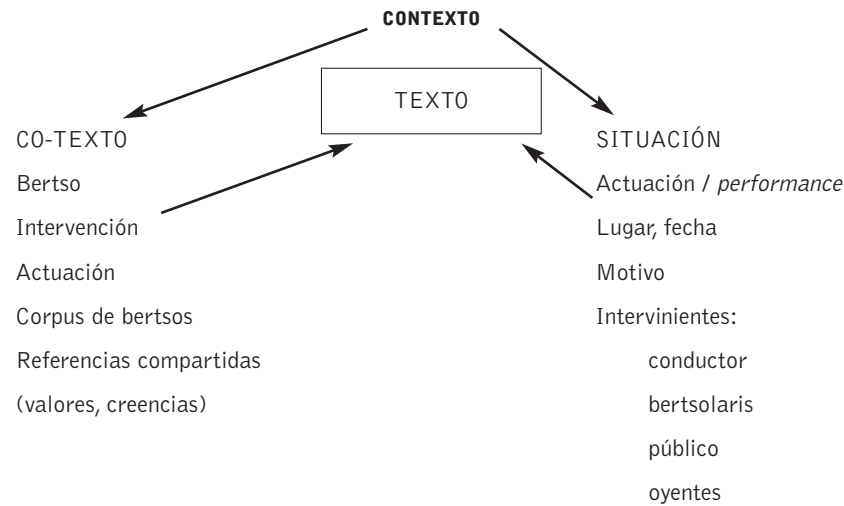 CONTEXTO
TEXTO
CO-TEXTO
Bertso
Intervención
Actuación
Corpus de bertsos
Referencias compartidas
(valores, creencias)
SITUACIÓN
Actuación / performance
Lugar, fecha
Motivo
Intervinientes:
conductor
bertsolaris
público
oyentes